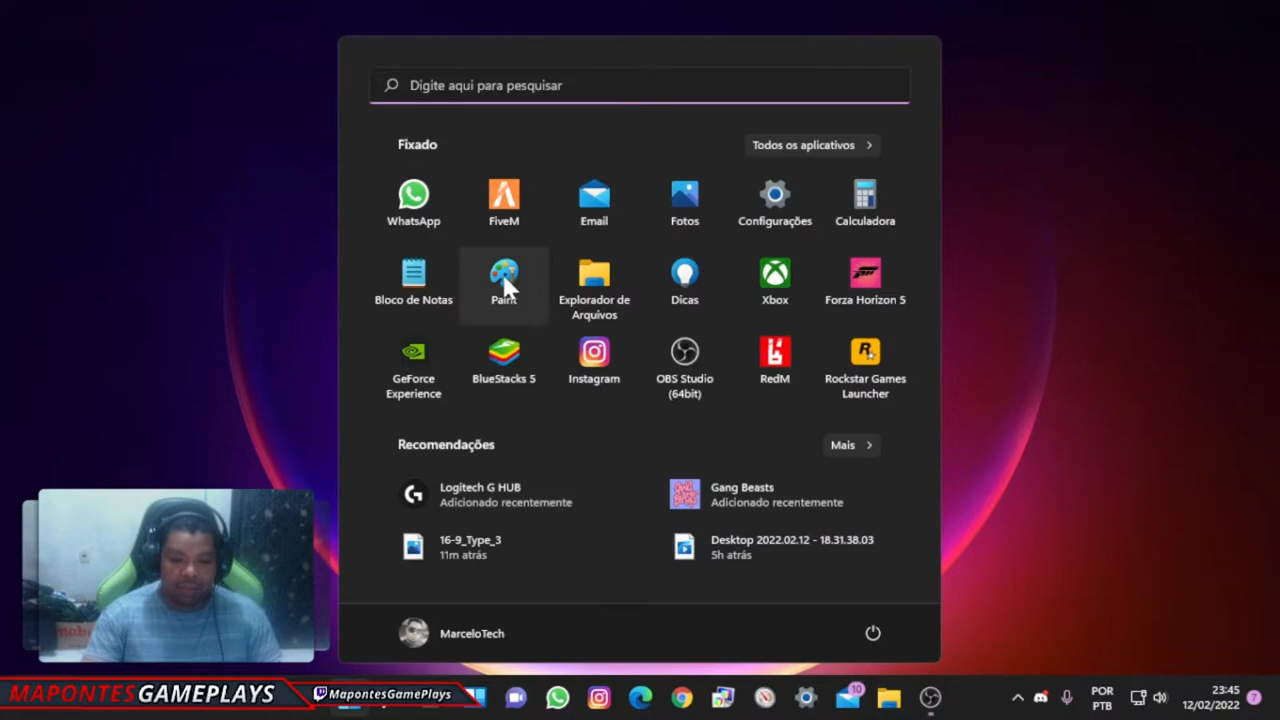 Digite aqui para pesquisar
Fixado
Todos os aplicativos
WhatsApp
FiveM
Email
Fotos
Configurações
Calculadora
Bloco de Notas
Paint
Explorador de
Arquivos
Dicas
Xbox
Forza Horizon 5
GeForce
Experience
BlueStacks 5
Instagram
OBS Studio
(64bit)
RedM
Rockstar Games
Launcher
Recomendações
Mais
Logitech G HUB
Adicionado recentemente
Gang Beasts
Adicionado recentemente
16-9_Type_3
11m atrás
Desktop 2022.02.12 - 18.31.38.03
5h atrás
MarceloTech
MAPONTESGAMEPLAYS
MapontesGamePlays
10
POR
PTB
23:45
12/02/2022
7